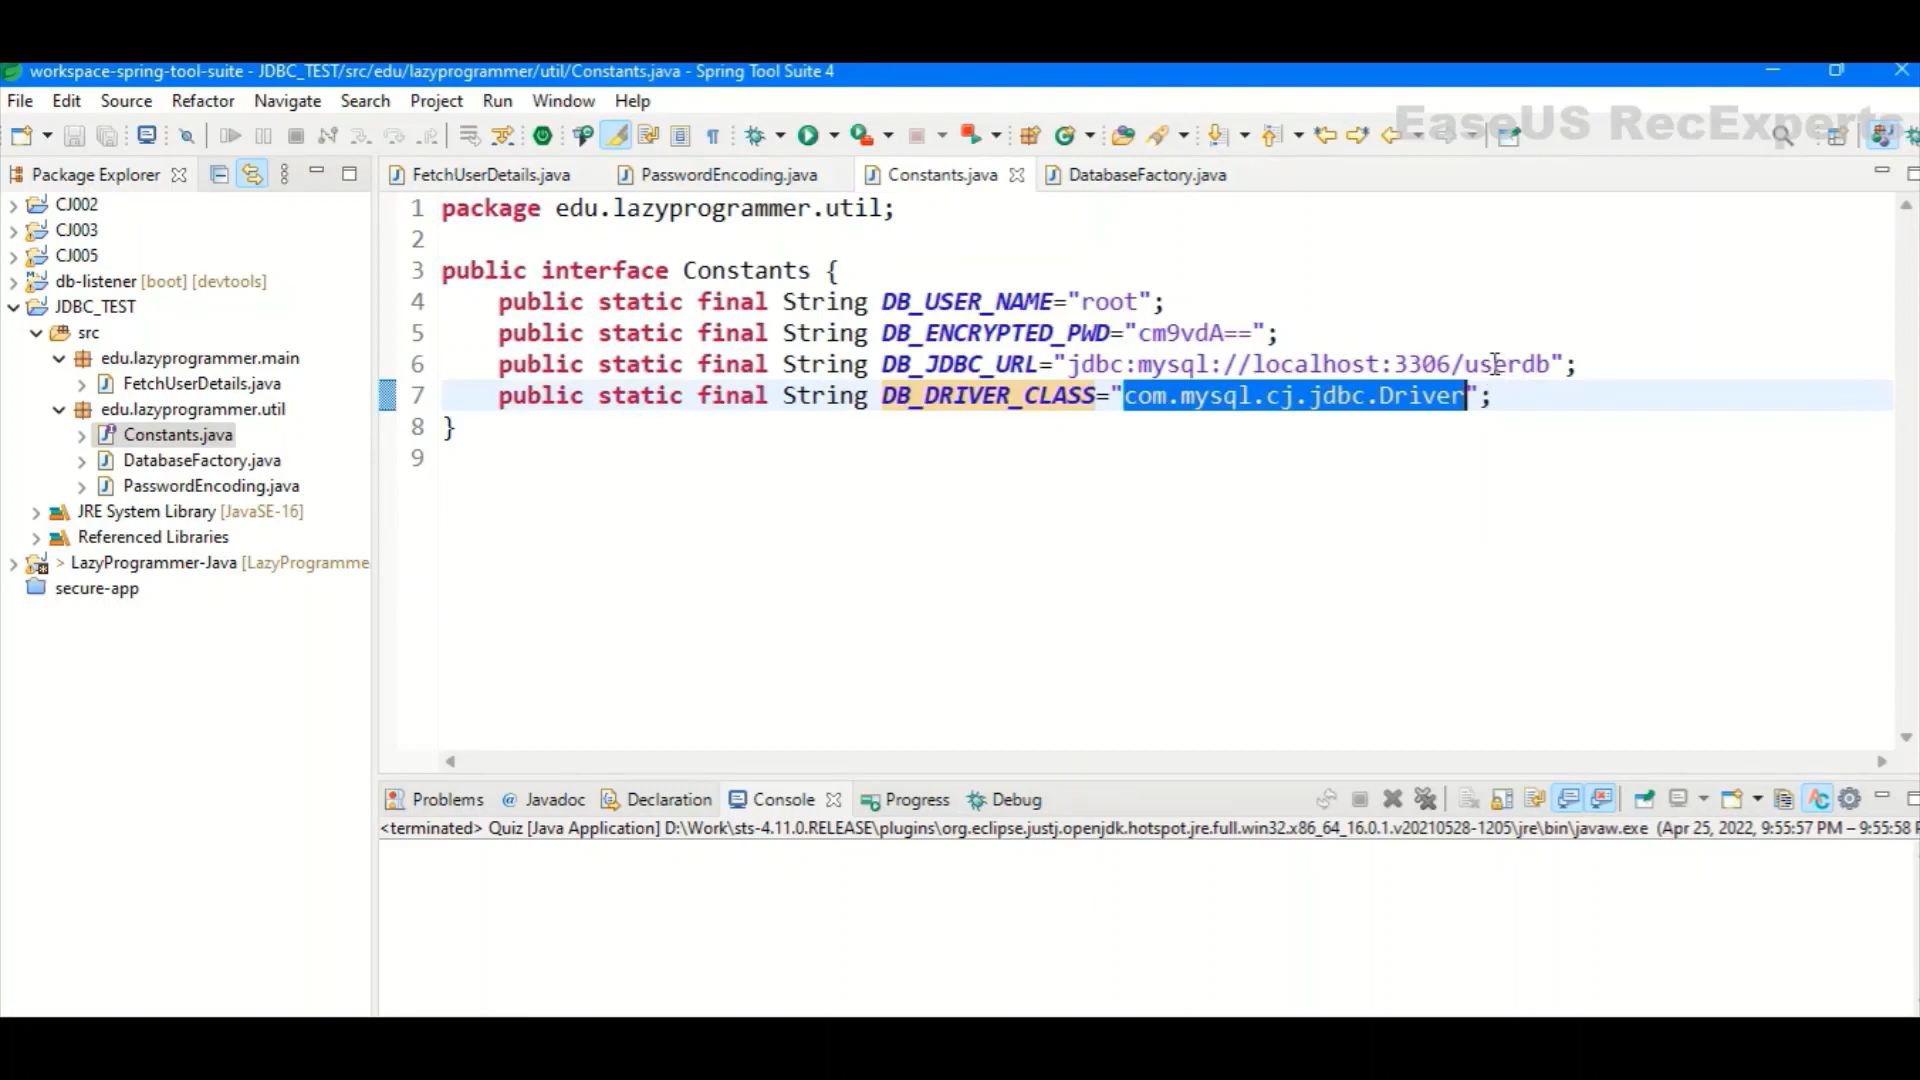 workspace-spring-tool-suite - JDBC_TEST/src/edu/lazyprogrammer/util/Constants.java - Spring Tool Suite 4
File Edit Source Refactor Navigate Search Project Run Window Help
EaseUS RecExperts
Package Explorer
CJ002
CJ003
CJ005
db-listener [boot] [devtools]
JDBC_TEST
src
edu.lazyprogrammer.main
FetchUserDetails.java
edu.lazyprogrammer.util
Constants.java
DatabaseFactory.java
PasswordEncoding.java
JRE System Library [JavaSE-16]
Referenced Libraries
> LazyProgrammer-Java [LazyProgramme
secure-app
FetchUserDetails.java PasswordEncoding.java Constants.java DatabaseFactory.java
1 package edu.lazyprogrammer.util;
2
3 public interface Constants {
4 public static final String DB_USER_NAME="root";
5 public static final String DB_ENCRYPTED_PWD="cm9vdA==";
6 public static final String DB_JDBC_URL="jdbc:mysql://localhost:3306/userdb";
7 public static final String DB_DRIVER_CLASS="com.mysql.cj.jdbc.Driver";
8 }
9
Problems @ Javadoc Declaration Console Progress Debug
<terminated> Quiz [Java Application] D:\Work\sts-4.11.0.RELEASE\plugins\org.eclipse.justj.openjdk.hotspot.jre.full.win32.x86_64_16.0.1.v20210528-1205\jre\bin\javaw.exe (Apr 25, 2022, 9:55:57 PM – 9:55:58 P